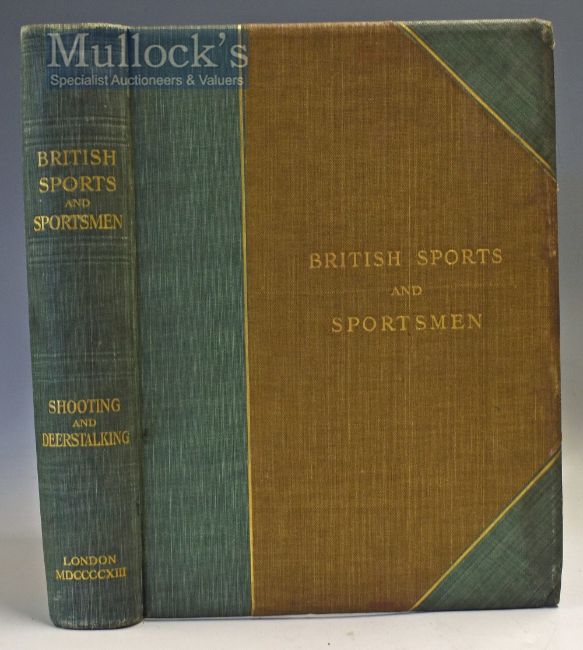 Mullock's
Specialist Auctioneers & Valuers
BRITISH
SPORTS
AND
SPORTSMEN
SHOOTING
AND
DEERSTALKING
LONDON
MDCCCCXIII
BRITISH SPORTS
AND
SPORTSMEN